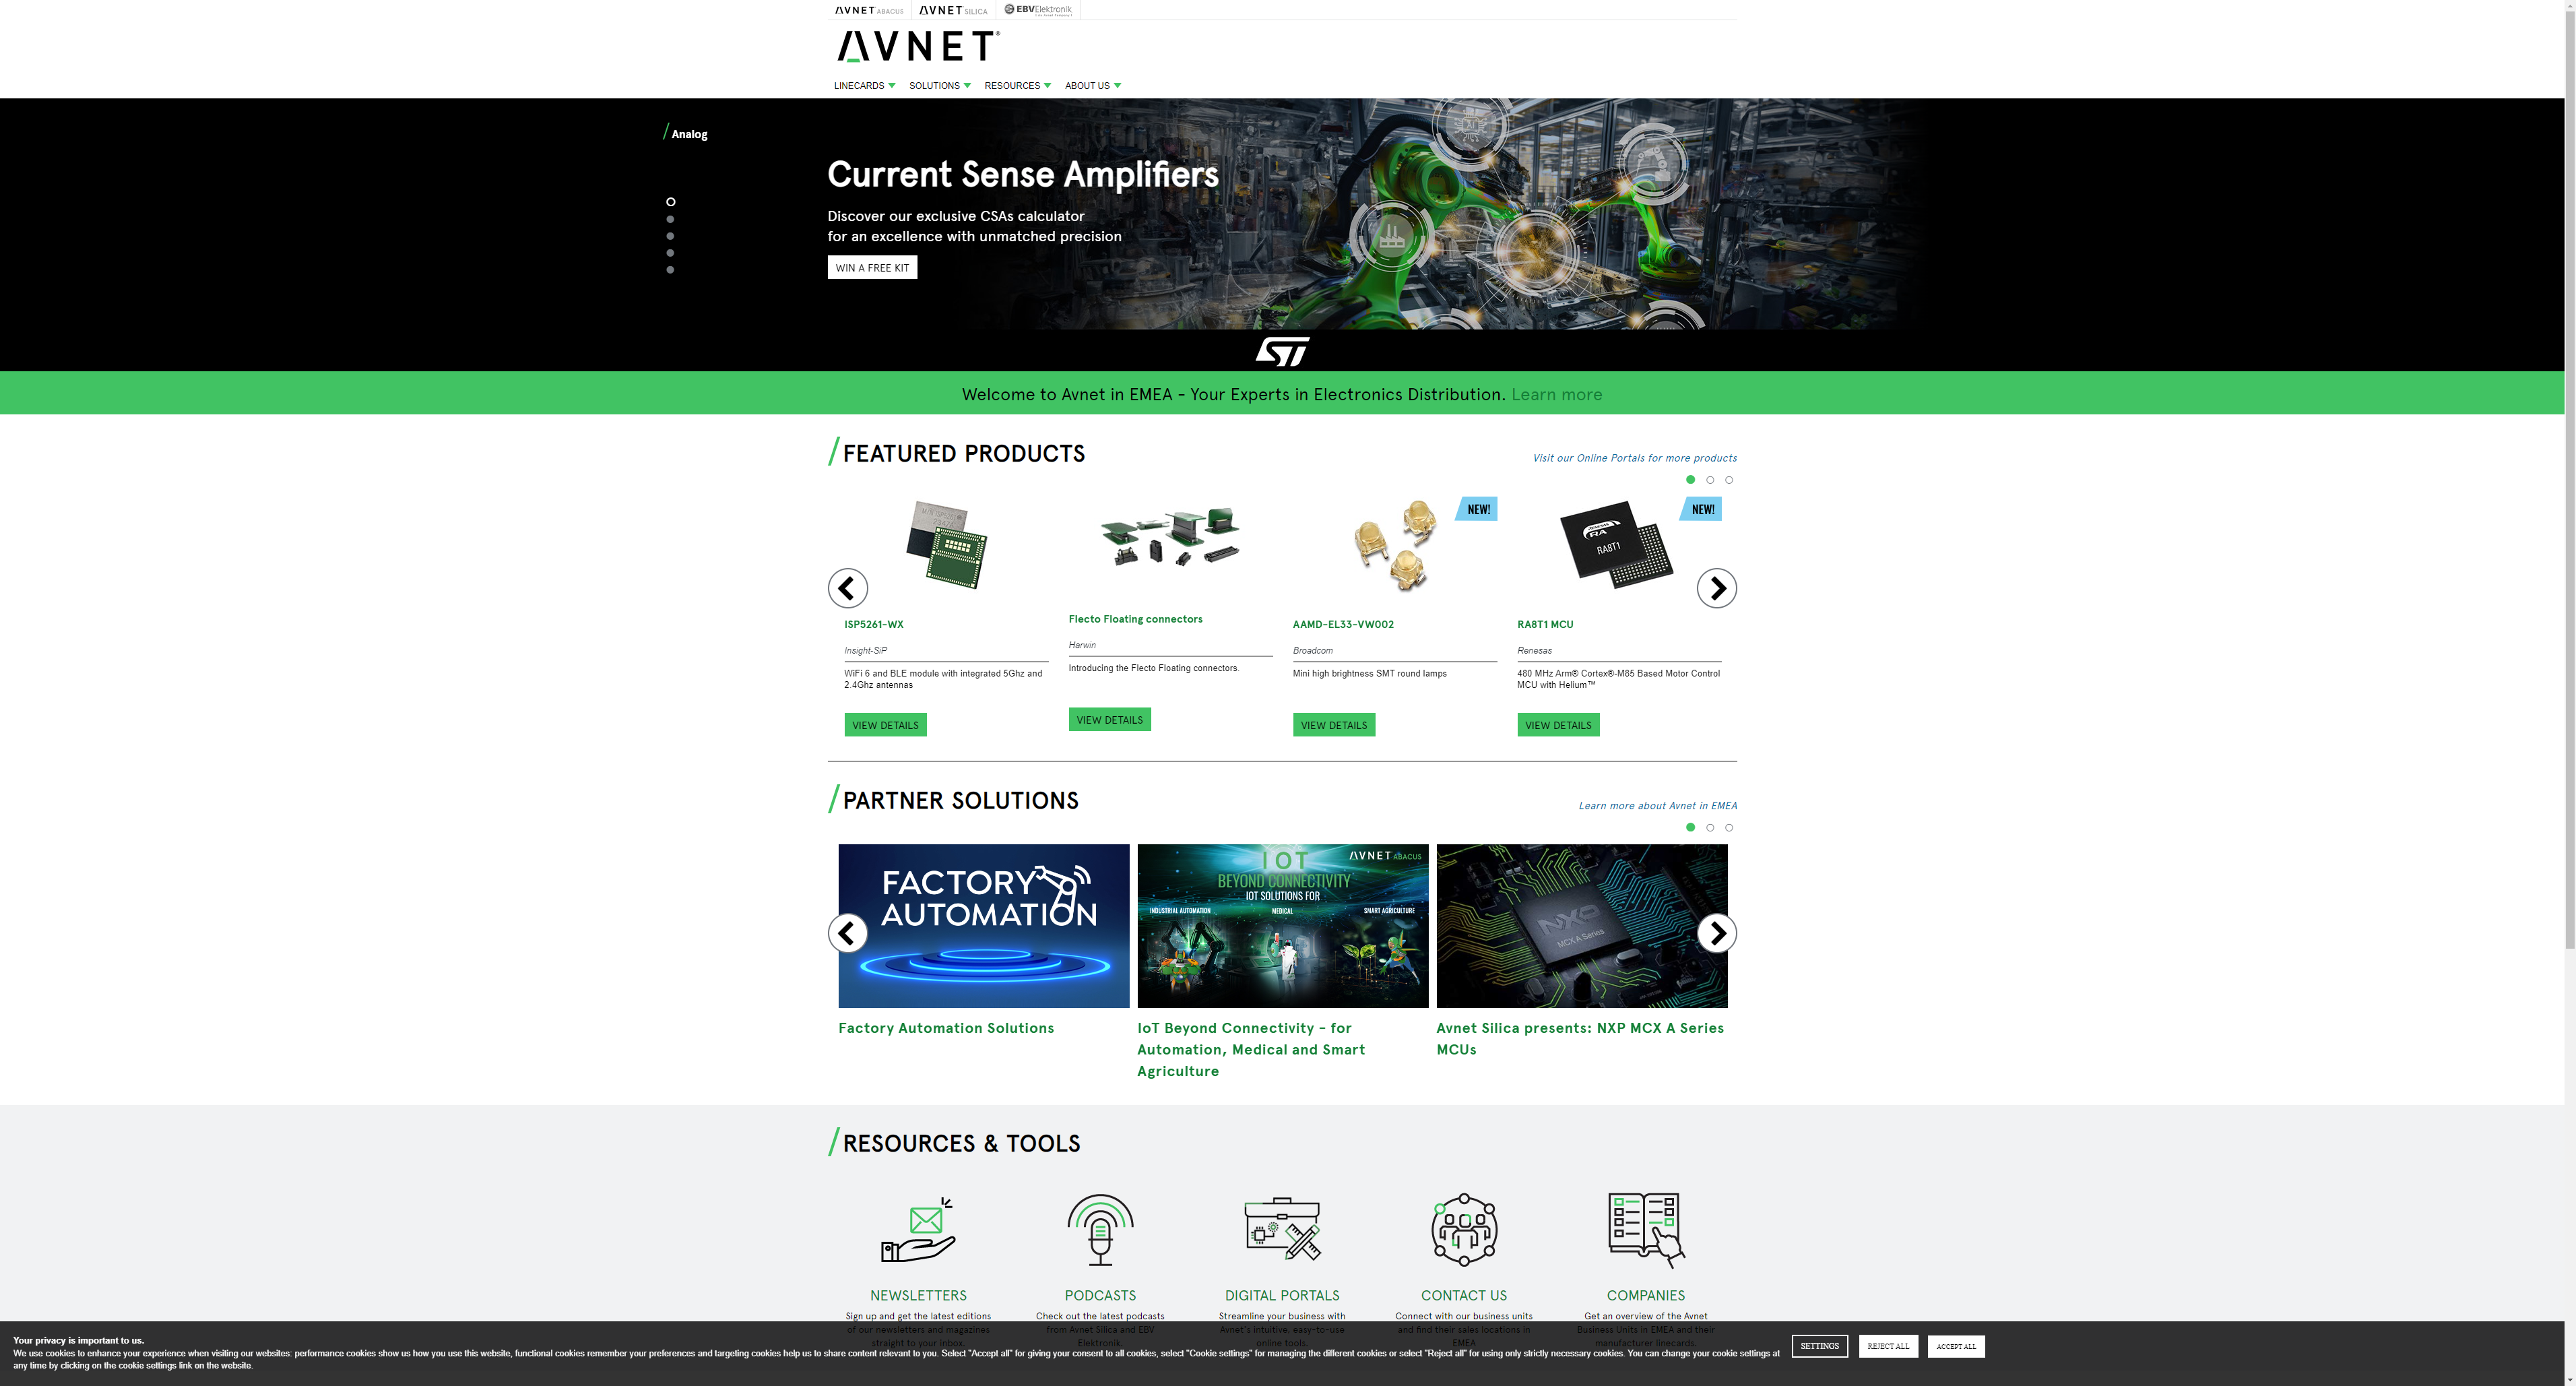 AVNET ABACUS
AVNET SILICA
EBVElektronik
AVNET®
LINECARDS SOLUTIONS RESOURCES ABOUT US
Analog
Current Sense Amplifiers
Discover our exclusive CSAs calculator
for an excellence with unmatched precision
WIN A FREE KIT
ST
Welcome to Avnet in EMEA - Your Experts in Electronics Distribution. Learn more
FEATURED PRODUCTS
Visit our Online Portals for more products
NEW!
NEW!
RENESAS
RA
RA8T1
ISP5261-WX
Insight-SiP
WiFi 6 and BLE module with integrated 5Ghz and
2.4Ghz antennas
VIEW DETAILS
Flecto Floating connectors
Harwin
Introducing the Flecto Floating connectors.
VIEW DETAILS
AAMD-EL33-VW002
Broadcom
Mini high brightness SMT round lamps
VIEW DETAILS
RA8T1 MCU
Renesas
480 MHz Arm® Cortex®-M85 Based Motor Control
MCU with Helium™
VIEW DETAILS
PARTNER SOLUTIONS
Learn more about Avnet in EMEA
FACTORY
AUTOMATION
IOT
AVNET ABACUS
BEYOND CONNECTIVITY
IOT SOLUTIONS FOR
INDUSTRIAL AUTOMATION MEDICAL SMART AGRICULTURE
NXP
MCX A Series
Factory Automation Solutions
IoT Beyond Connectivity - for
Automation, Medical and Smart
Agriculture
Avnet Silica presents: NXP MCX A Series
MCUs
RESOURCES & TOOLS
NEWSLETTERS
Sign up and get the latest editions
of our newsletters and magazines
straight to your inbox.
PODCASTS
Check out the latest podcasts
from Avnet Silica and EBV
Elektronik
DIGITAL PORTALS
Streamline your business with
Avnet's intuitive, easy-to-use
online tools.
CONTACT US
Connect with our business units
and find their sales locations in
EMEA
COMPANIES
Get an overview of the Avnet
Business Units in EMEA and their
manufacturer linecards.
Your privacy is important to us.
We use cookies to enhance your experience when visiting our websites: performance cookies show us how you use this website, functional cookies remember your preferences and targeting cookies help us to share content relevant to you. Select "Accept all" for giving your consent to all cookies, select "Cookie settings" for managing the different cookies or select "Reject all" for using only strictly necessary cookies. You can change your cookie settings at
any time by clicking on the cookie settings link on the website.
SETTINGS
REJECT ALL
ACCEPT ALL